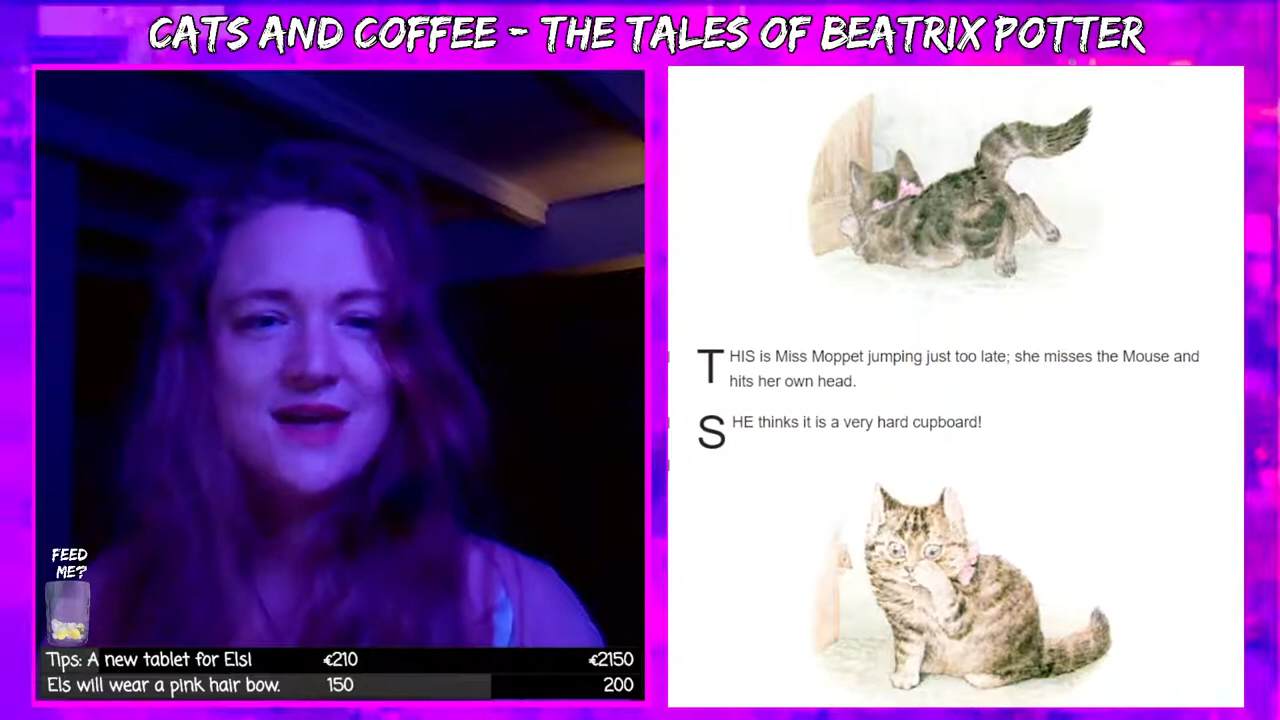 CATS AND COFFEE - THE TALES OF BEATRIX POTTER
THIS is Miss Moppet jumping just too late; she misses the Mouse and
hits her own head.
SHE thinks it is a very hard cupboard!
FEED
ME?
Tips: A new tablet for Els! €210 €2150
Els will wear a pink hair bow. 150 200